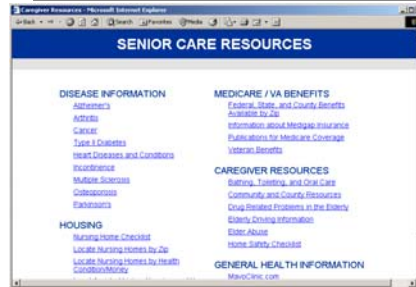 Caregiver Resources - Microsoft Internet Explorer
Back
Search
Favorites
Media
SENIOR CARE RESOURCES
DISEASE INFORMATION
Alzheimer's
Arthritis
Cancer
Type II Diabetes
Heart Diseases and Conditions
Incontinence
Multiple Sclerosis
Osteoporosis
Parkinson's
HOUSING
Nursing Home Checklist
Locate Nursing Homes by Zip
Locate Nursing Homes by Health
Condition/Money
MEDICARE / VA BENEFITS
Federal, State, and County Benefits
Available by Zip
Information about Medigap Insurance
Publications for Medicare Coverage
Veteran Benefits
CAREGIVER RESOURCES
Bathing, Toileting, and Oral Care
Community and County Resources
Drug Related Problems in the Elderly
Elderly Driving Information
Elder Abuse
Home Safety Checklist
GENERAL HEALTH INFORMATION
MayoClinic.com